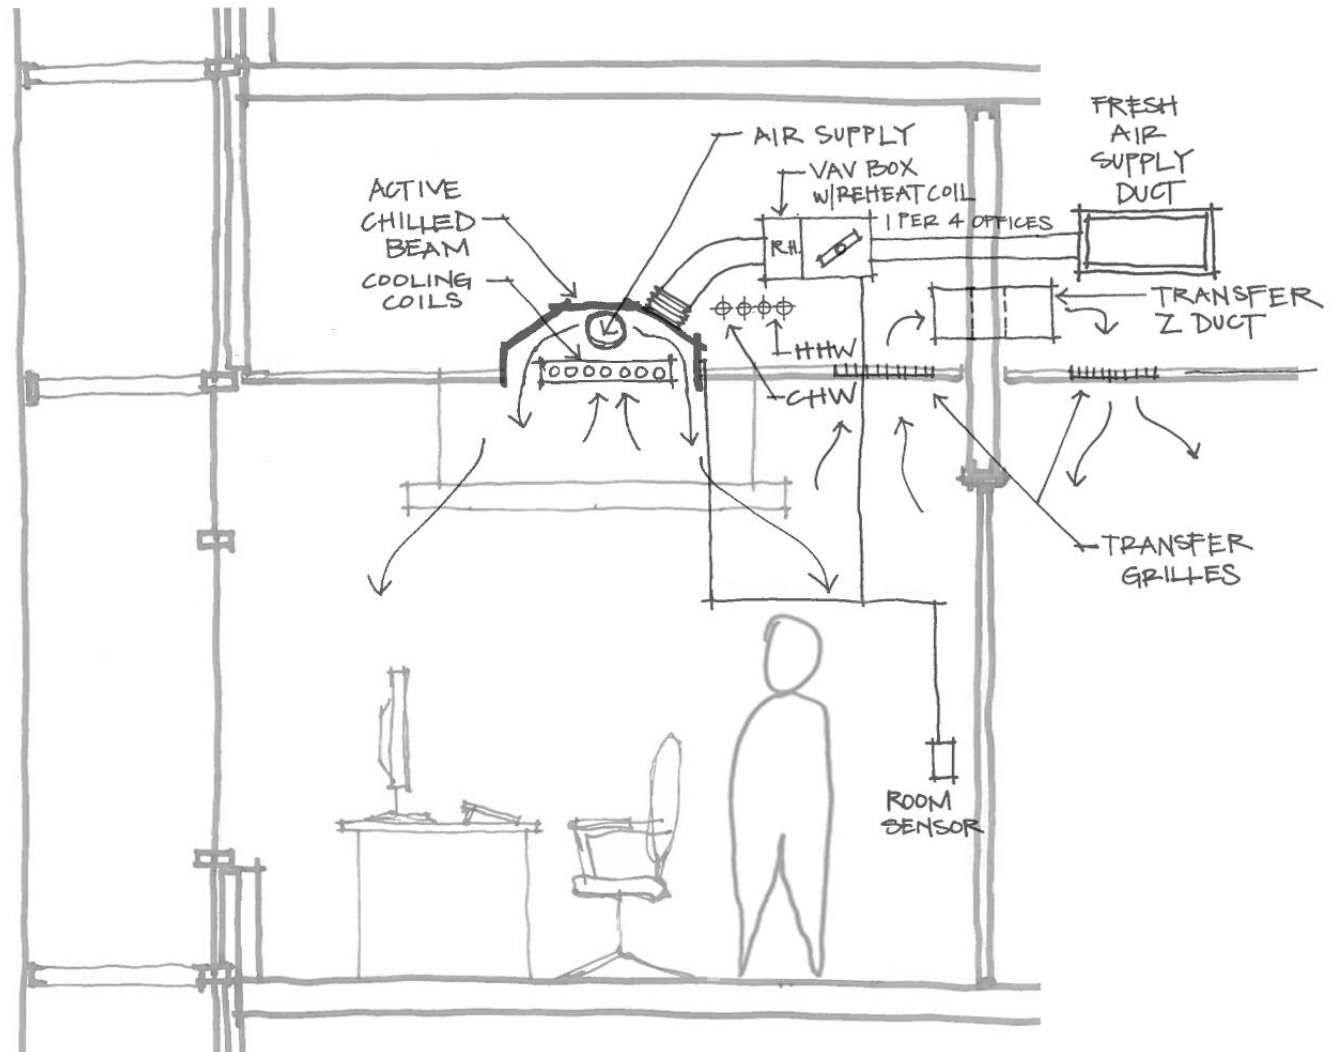 AIR SUPPLY
VAV BOX
W/REHEAT COIL
1 PER 4 OFFICES
FRESH
AIR
SUPPLY
DUCT
ACTIVE
CHILLED
BEAM
COOLING
COILS
R.H.
TRANSFER
Z DUCT
HHW
CHW
TRANSFER
GRILLES
ROOM
SENSOR